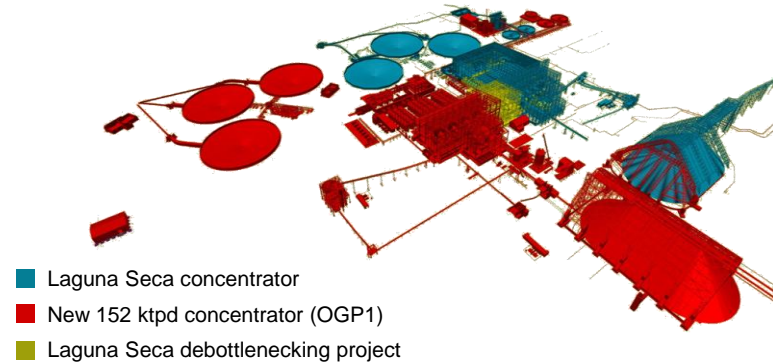 Laguna Seca concentrator
New 152 ktpd concentrator (OGP1)
Laguna Seca debottlenecking project